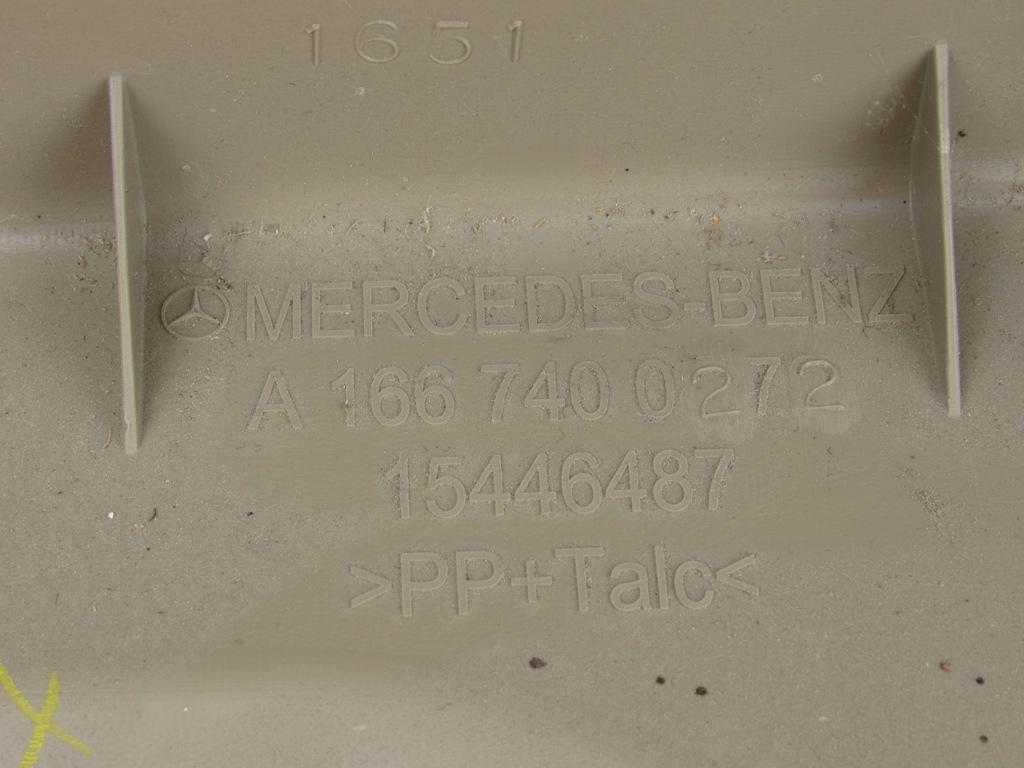 1651
MERCEDES-BENZ
A 166 740 0272
15446487
>PP+Talc<